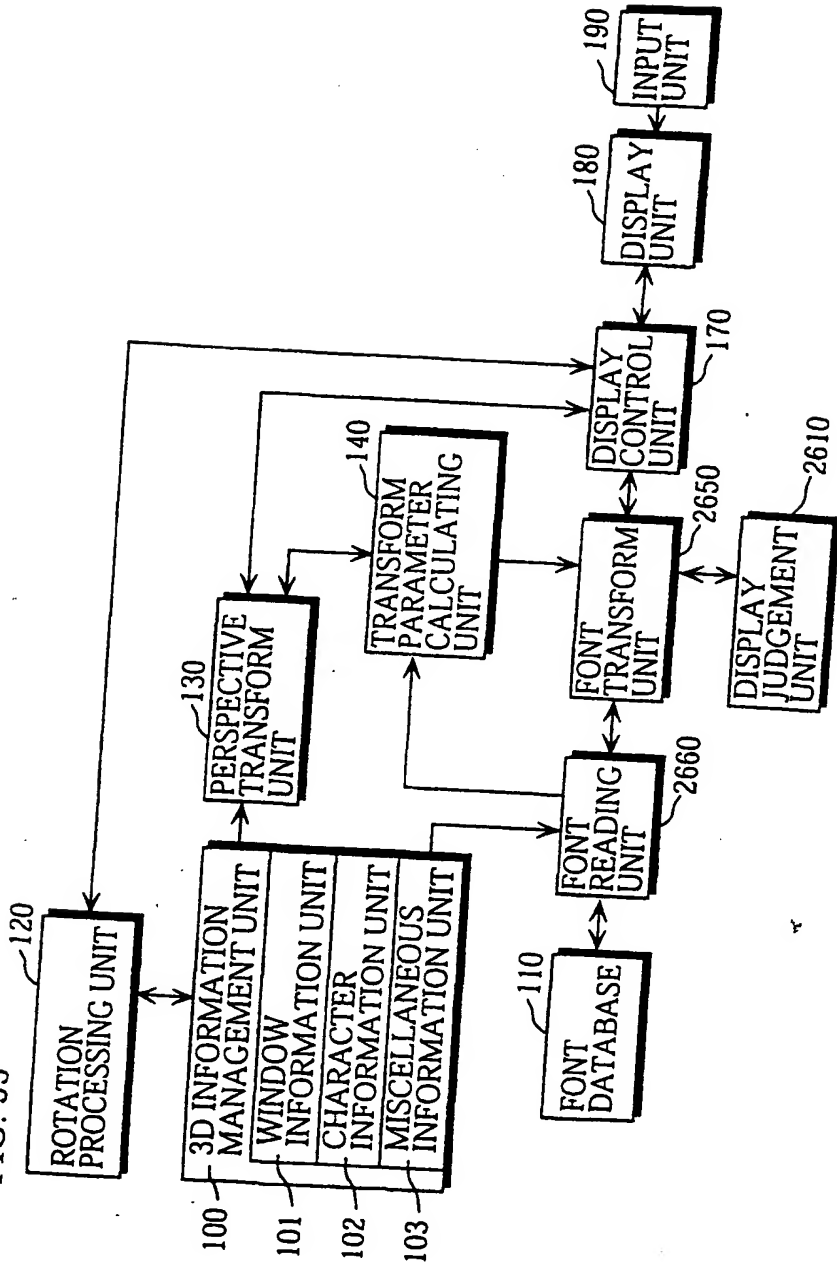 120
ROTATION
PROCESSING UNIT
100
3D INFORMATION
MANAGEMENT UNIT
101
WINDOW
INFORMATION UNIT
102
CHARACTER
INFORMATION UNIT
103
MISCELLANEOUS
INFORMATION UNIT
130
PERSPECTIVE
TRANSFORM
UNIT
140
TRANSFORM
PARAMETER
CALCULATING
UNIT
110
FONT
DATABASE
FONT
READING
UNIT
2660
FONT
TRANSFORM
UNIT
2650
DISPLAY
CONTROL
UNIT
170
180
DISPLAY
UNIT
190
INPUT
UNIT
DISPLAY
JUDGEMENT
UNIT
2610